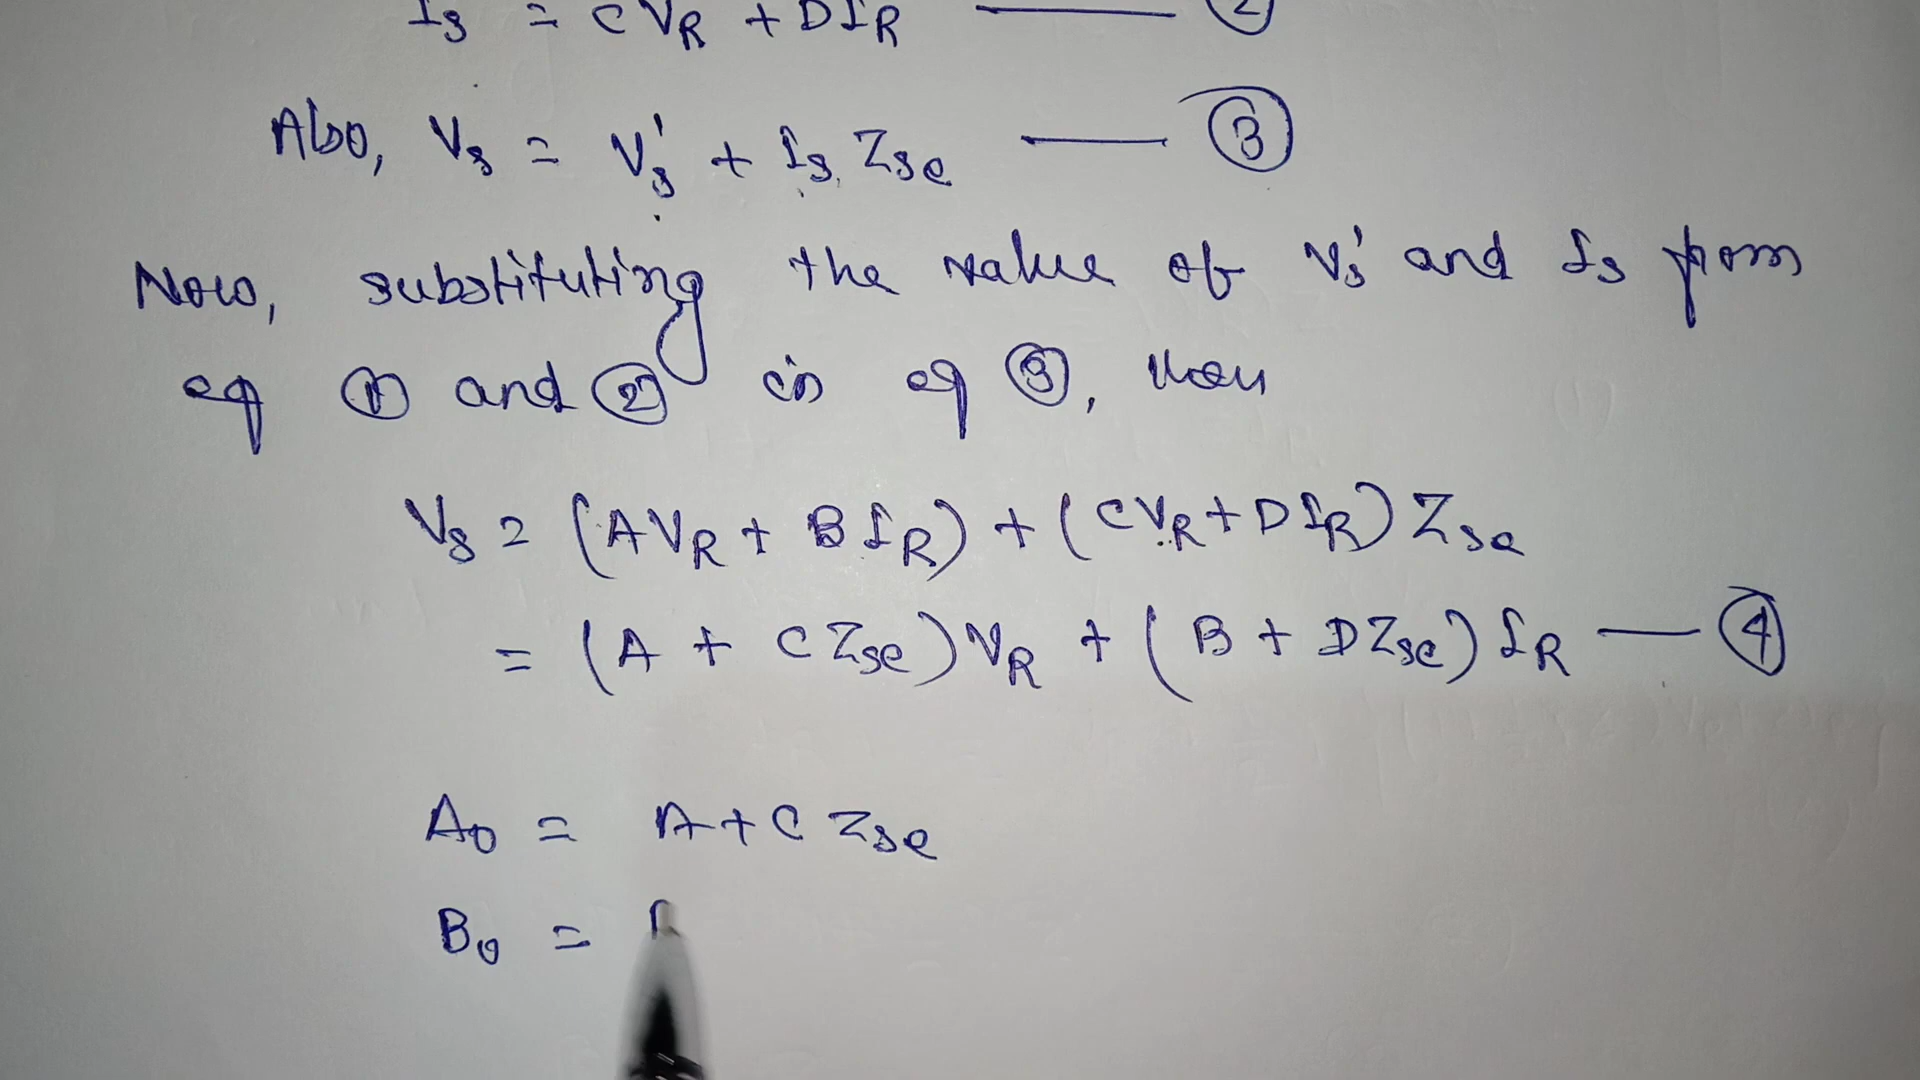 Is = CVR + DIR —— 2
Also, Vs = Vs' + Is Zse —— 3
Now, substituting the value of Vs' and Is from
eq 1 and 2 in eq 3, then
Vs = (AVR + BIR) + (CVR + DIR) Zse
= (A + CZse) VR + (B + DZse) IR —— 4
A0 = A + C Zse
B0 =